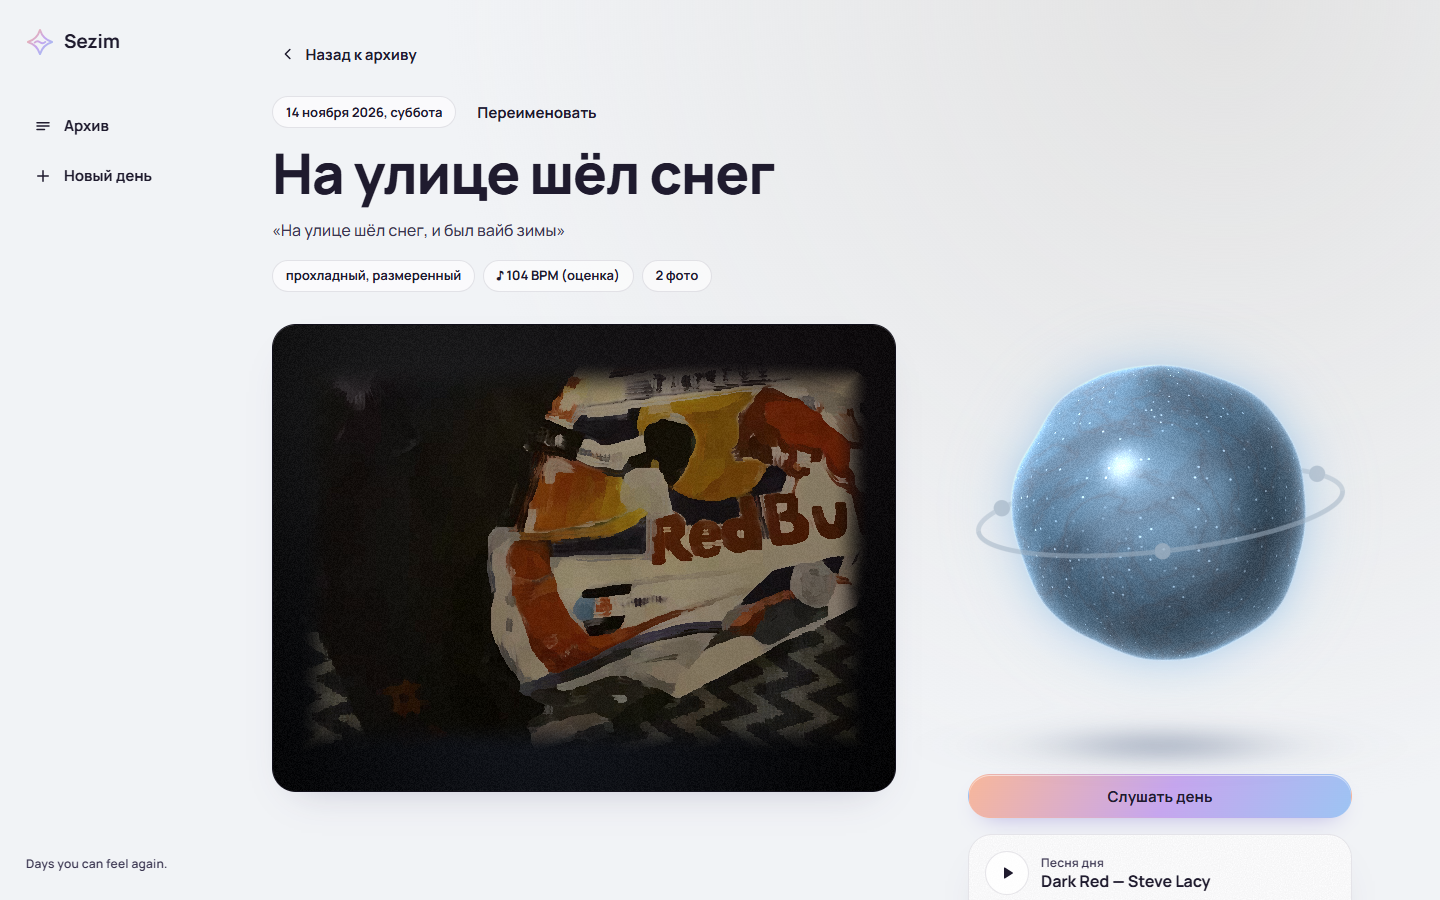 Sezim
Архив
Новый день
Days you can feel again.
Назад к архиву
14 ноября 2026, суббота
Переименовать
На улице шёл снег
«На улице шёл снег, и был вайб зимы»
прохладный, размеренный
♪ 104 BPM (оценка)
2 фото
RedBu
Слушать день
Песня дня
Dark Red — Steve Lacy